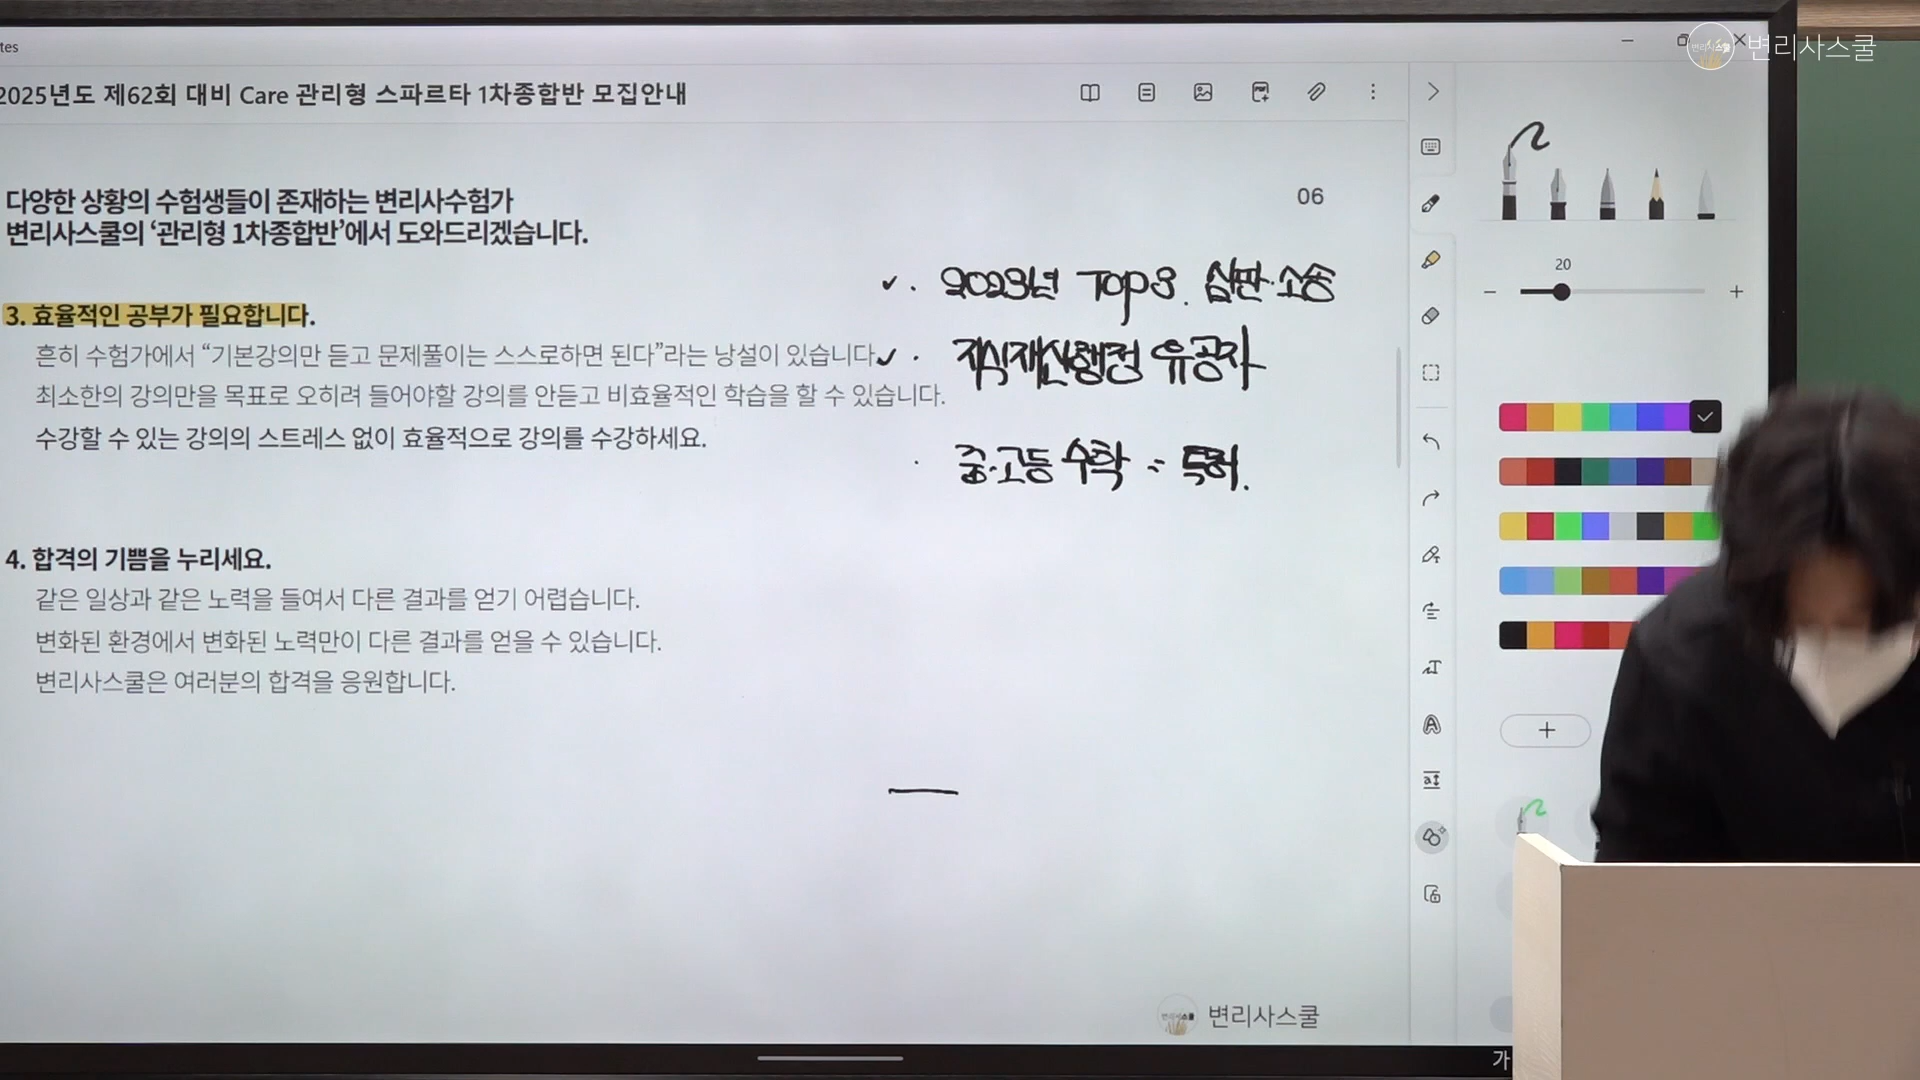 tes
변리사스쿨
2025년도 제62회 대비 Care 관리형 스파르타 1차종합반 모집안내
다양한 상황의 수험생들이 존재하는 변리사수험가
변리사스쿨의 ‘관리형 1차종합반’에서 도와드리겠습니다.
06
20
3. 효율적인 공부가 필요합니다.
흔히 수험가에서 “기본강의만 듣고 문제풀이는 스스로하면 된다”라는 낭설이 있습니다
최소한의 강의만을 목표로 오히려 들어야할 강의를 안듣고 비효율적인 학습을 할 수 있습니다.
수강할 수 있는 강의의 스트레스 없이 효율적으로 강의를 수강하세요.
✓ · 2023년 Top 8. 심판·소송
✓ · 지식재산행정 유공자
· 중·고등 수학 = 특허.
4. 합격의 기쁨을 누리세요.
같은 일상과 같은 노력을 들여서 다른 결과를 얻기 어렵습니다.
변화된 환경에서 변화된 노력만이 다른 결과를 얻을 수 있습니다.
변리사스쿨은 여러분의 합격을 응원합니다.
변리사스쿨
가